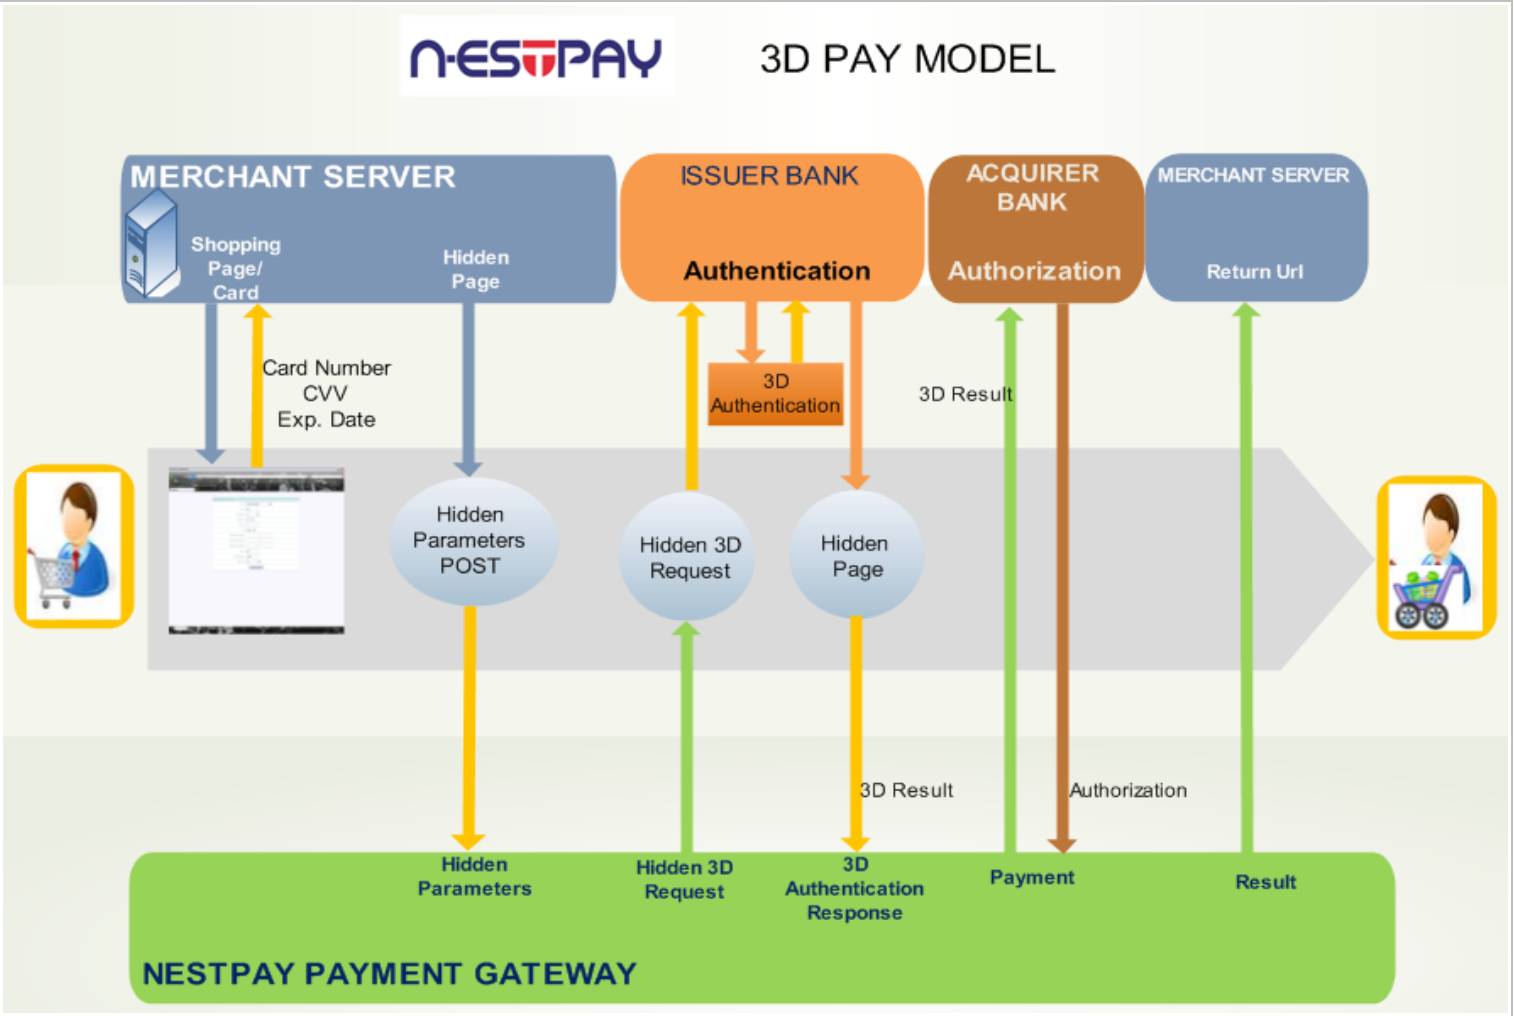 N-ESTPAY
3D PAY MODEL
MERCHANT SERVER
Shopping
Page/
Card
Hidden
Page
ISSUER BANK
Authentication
ACQUIRER
BANK
Authorization
MERCHANT SERVER
Return Url
Card Number
CVV
Exp. Date
3D
Authentication
3D Result
Hidden
Parameters
POST
Hidden 3D
Request
Hidden
Page
3D Result
Authorization
Hidden
Parameters
Hidden 3D
Request
3D
Authentication
Response
Payment
Result
NESTPAY PAYMENT GATEWAY